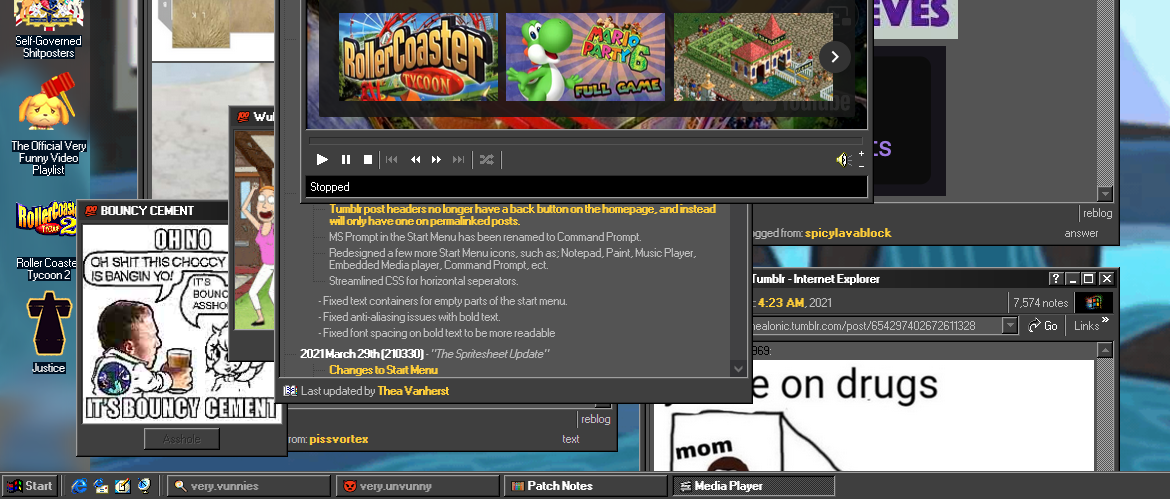 Self-Governed
Shitposters
The Official Very
Funny Video
Playlist
RollerCoaster
Tycoon 2
Roller Coaster
Tycoon 2
Justice
BOUNCY CEMENT
OH NO
OH SHIT THIS CHOCCY
IS BANGIN YO!
IT'S
BOUNC
ASSHO
IT'S BOUNCY CEMENT
Asshole
Wu
RollerCoaster
TYCOON
MARIO
PARTY 6
FULL GAME
YouTube
Stopped
+
−
Tumblr post headers no longer have a back button on the homepage, and instead
will only have one on permalinked posts.
MS Prompt in the Start Menu has been renamed to Command Prompt.
Redesigned a few more Start Menu icons, such as; Notepad, Paint, Music Player,
Embedded Media player, Command Prompt, ect.
Streamlined CSS for horizontal seperators.
- Fixed text containers for empty parts of the start menu.
- Fixed anti-aliasing issues with bold text.
- Fixed font spacing on bold text to be more readable
2021 March 29th (210330) - "The Spritesheet Update"
Changes to Start Menu
Last updated by Thea Vanherst
reblog
rom: pissvortex
text
EVES
TS
reblog
agged from: spicylavablock
answer
Tumblr - Internet Explorer
: 4:23 AM, 2021
7,574 notes
healonic.tumblr.com/post/654297402672611328
Go
Links
969:
e on drugs
mom
Start
very.vunnies
very.unvunny
Patch Notes
Media Player